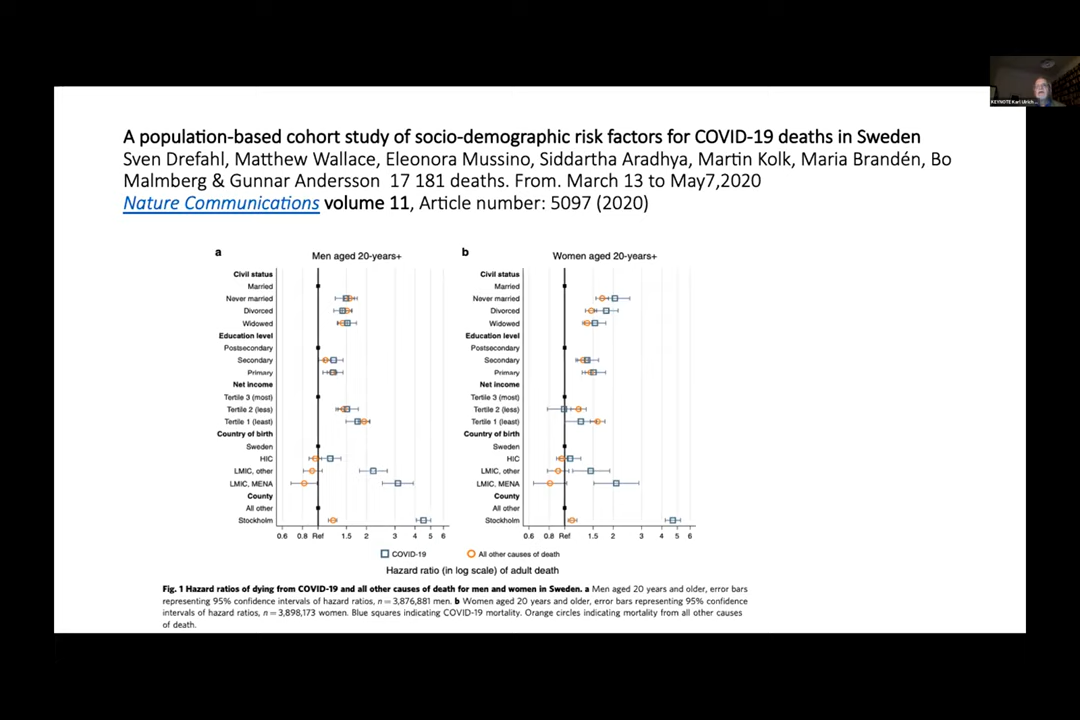 KEYNOTE Karl Ulrich ...
A population-based cohort study of socio-demographic risk factors for COVID-19 deaths in Sweden
Sven Drefahl, Matthew Wallace, Eleonora Mussino, Siddartha Aradhya, Martin Kolk, Maria Brandén, Bo
Malmberg & Gunnar Andersson 17 181 deaths. From. March 13 to May7,2020
Nature Communications volume 11, Article number: 5097 (2020)
a
Men aged 20-years+
Civil status
Married
Never married
Divorced
Widowed
Education level
Postsecondary
Secondary
Primary
Net income
Tertile 3 (most)
Tertile 2 (less)
Tertile 1 (least)
Country of birth
Sweden
HIC
LMIC, other
LMIC, MENA
County
All other
Stockholm
0.6 0.8 Ref 1.5 2 3 4 5 6
b
Women aged 20-years+
Civil status
Married
Never married
Divorced
Widowed
Education level
Postsecondary
Secondary
Primary
Net income
Tertile 3 (most)
Tertile 2 (less)
Tertile 1 (least)
Country of birth
Sweden
HIC
LMIC, other
LMIC, MENA
County
All other
Stockholm
0.6 0.8 Ref 1.5 2 3 4 5 6
COVID-19 All other causes of death
Hazard ratio (in log scale) of adult death
Fig. 1 Hazard ratios of dying from COVID-19 and all other causes of death for men and women in Sweden. a Men aged 20 years and older, error bars
representing 95% confidence intervals of hazard ratios, n = 3,876,881 men. b Women aged 20 years and older, error bars representing 95% confidence
intervals of hazard ratios, n = 3,898,173 women. Blue squares indicating COVID-19 mortality. Orange circles indicating mortality from all other causes
of death.